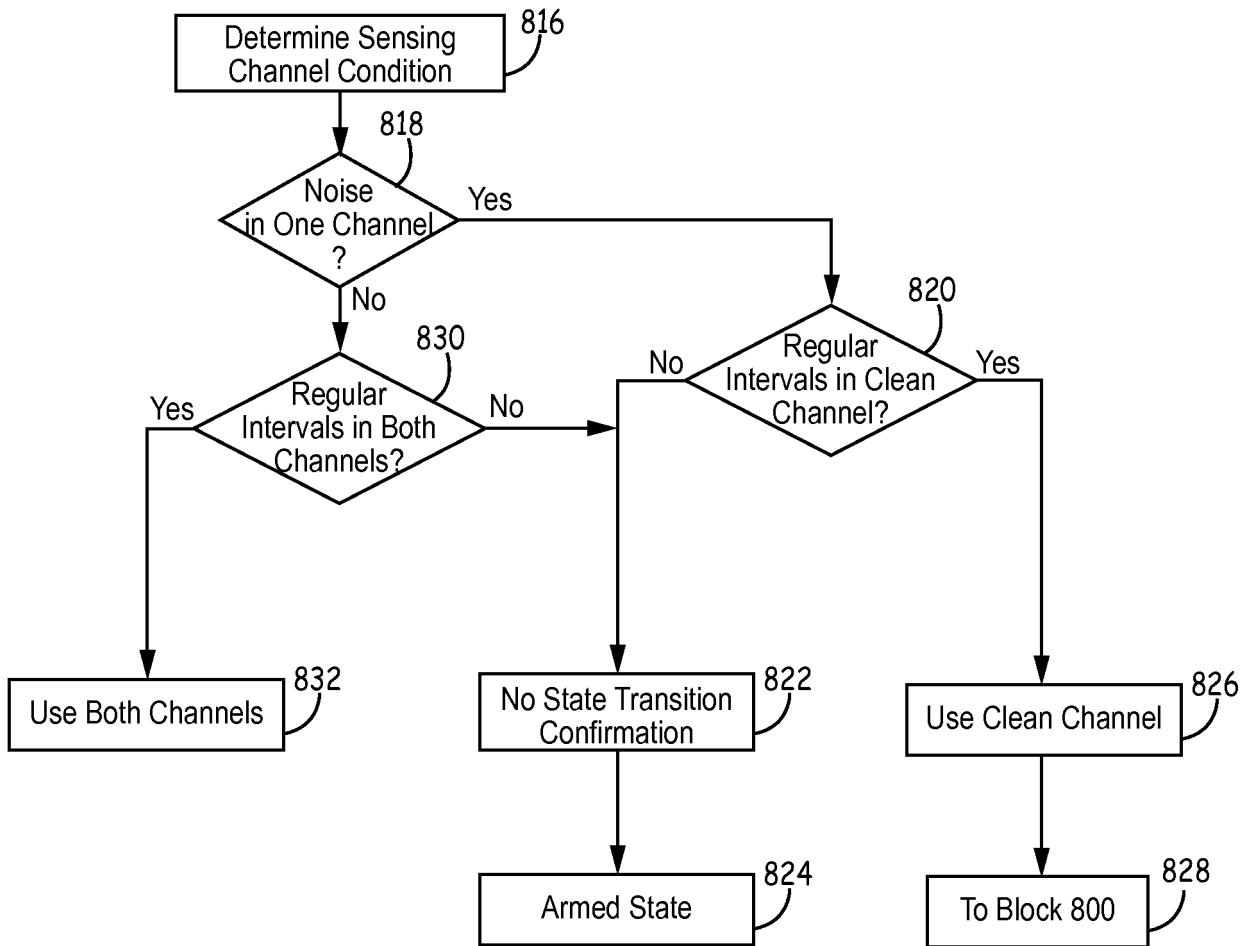 Determine Sensing
Channel Condition
816
818
Noise
in One Channel
?
Yes
No
820
Regular
Intervals in Clean
Channel?
No
Yes
830
Regular
Intervals in Both
Channels?
Yes
No
Use Both Channels
832
No State Transition
Confirmation
822
Use Clean Channel
826
Armed State
824
To Block 800
828